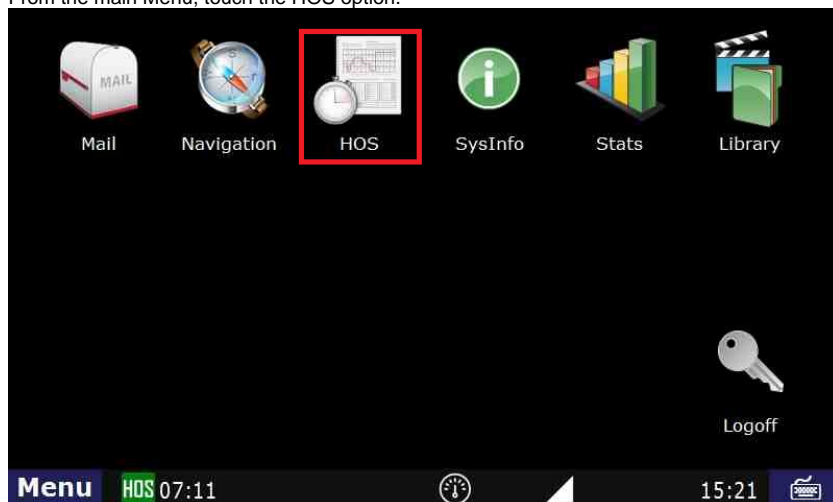 From the main Menu, touch the HOS option.
MAIL
Mail Navigation HOS SysInfo Stats Library
Logoff
Menu HOS 07:11 15:21